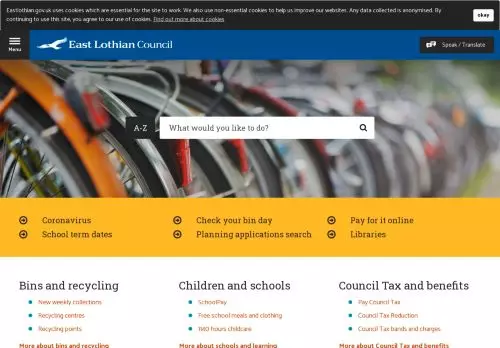 Eastlothian.gov.uk uses cookies which are essential for the site to work. We also use non-essential cookies to help us improve our websites. Any data collected is anonymised. By
continuing to use this site, you agree to our use of cookies. Find out more about cookies
okay
Menu
East Lothian Council
Speak / Translate
A-Z
What would you like to do?
Coronavirus
Check your bin day
Pay for it online
School term dates
Planning applications search
Libraries
Bins and recycling
Children and schools
Council Tax and benefits
New weekly collections
SchoolPay
Pay Council Tax
Recycling centres
Free school meals and clothing
Council Tax Reduction
Recycling points
1140 hours childcare
Council Tax bands and charges
More about bins and recycling
More about schools and learning
More about Council Tax and benefits